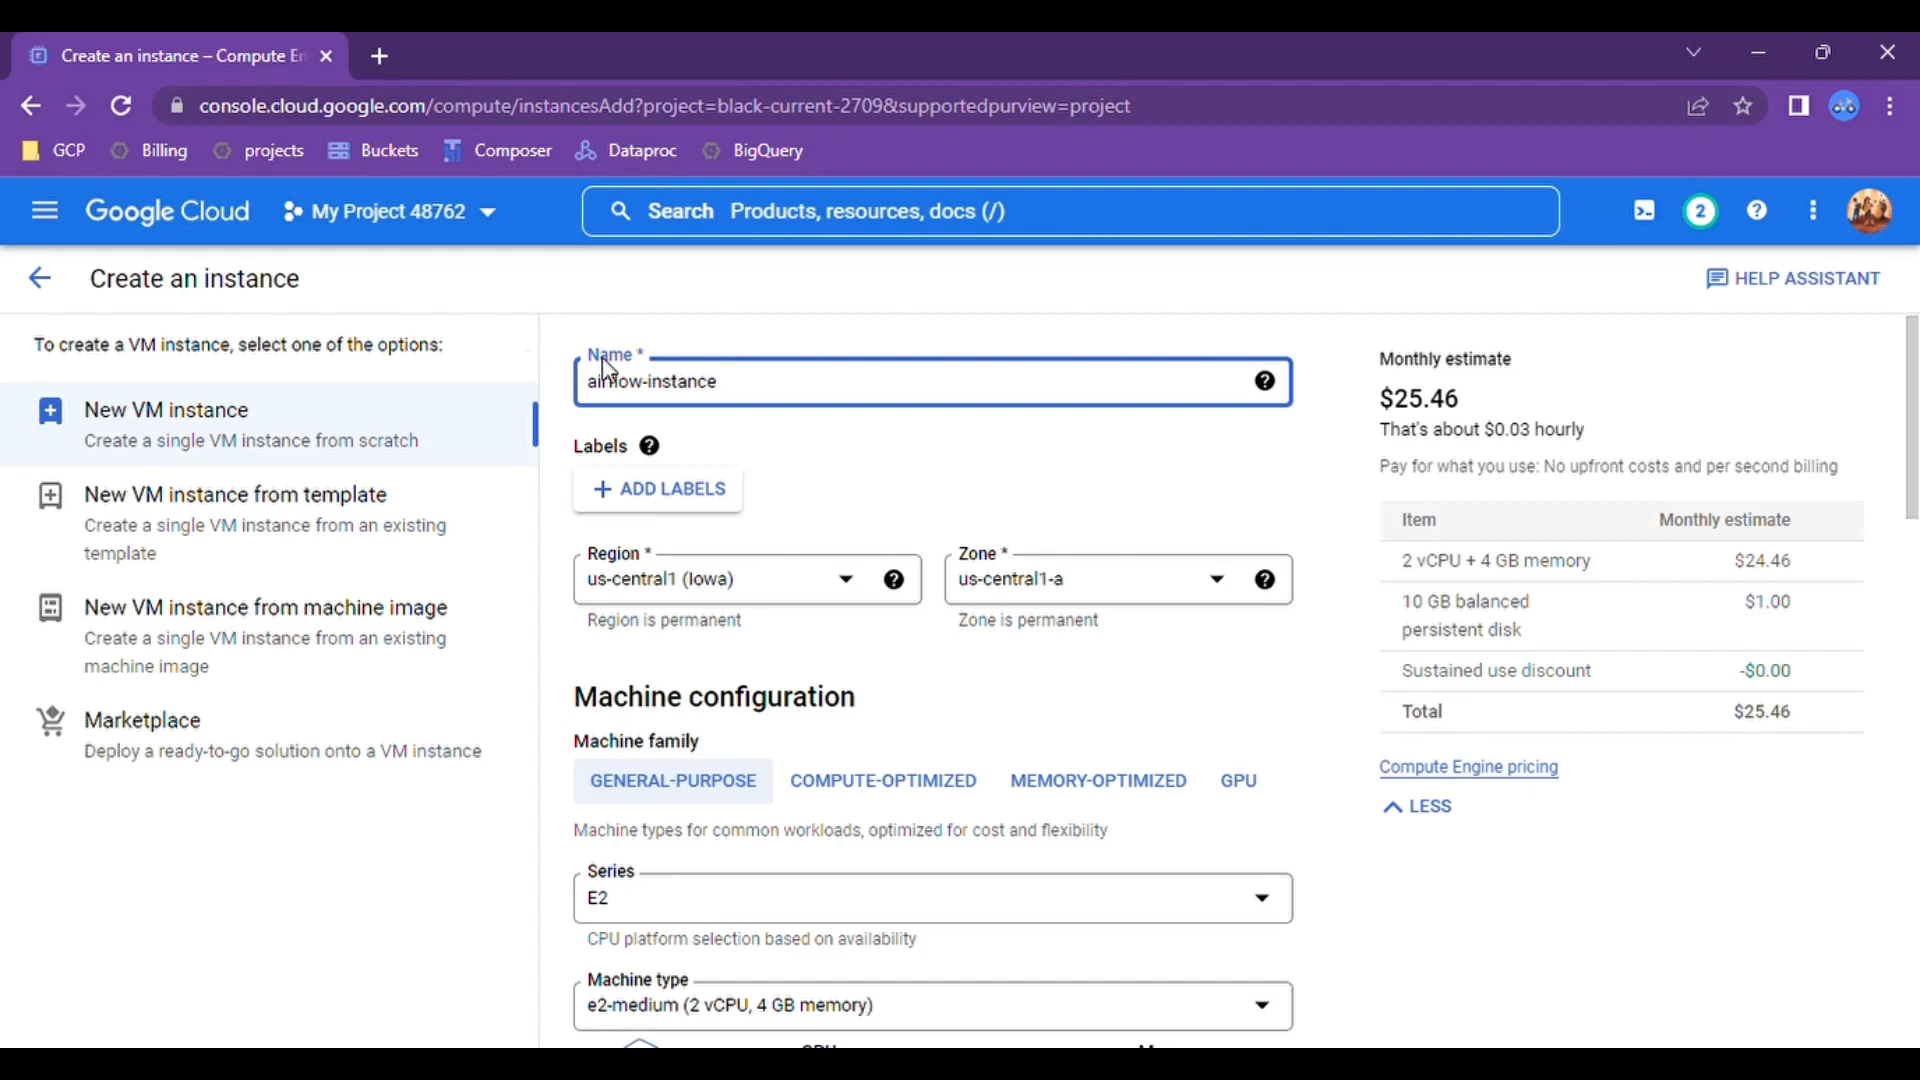 Create an instance – Compute En
console.cloud.google.com/compute/instancesAdd?project=black-current-2709&supportedpurview=project
GCP Billing projects Buckets Composer Dataproc BigQuery
Google Cloud My Project 48762 Search Products, resources, docs (/) 2
Create an instance HELP ASSISTANT
To create a VM instance, select one of the options:
New VM instance
Create a single VM instance from scratch
New VM instance from template
Create a single VM instance from an existing
template
New VM instance from machine image
Create a single VM instance from an existing
machine image
Marketplace
Deploy a ready-to-go solution onto a VM instance
Name *
airflow-instance
Labels
+ ADD LABELS
Region * Zone *
us-central1 (Iowa) us-central1-a
Region is permanent Zone is permanent
Machine configuration
Machine family
GENERAL-PURPOSE COMPUTE-OPTIMIZED MEMORY-OPTIMIZED GPU
Machine types for common workloads, optimized for cost and flexibility
Series
E2
CPU platform selection based on availability
Machine type
e2-medium (2 vCPU, 4 GB memory)
Monthly estimate
$25.46
That's about $0.03 hourly
Pay for what you use: No upfront costs and per second billing
Item Monthly estimate
2 vCPU + 4 GB memory $24.46
10 GB balanced $1.00
persistent disk
Sustained use discount -$0.00
Total $25.46
Compute Engine pricing
LESS